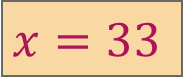 x = 33